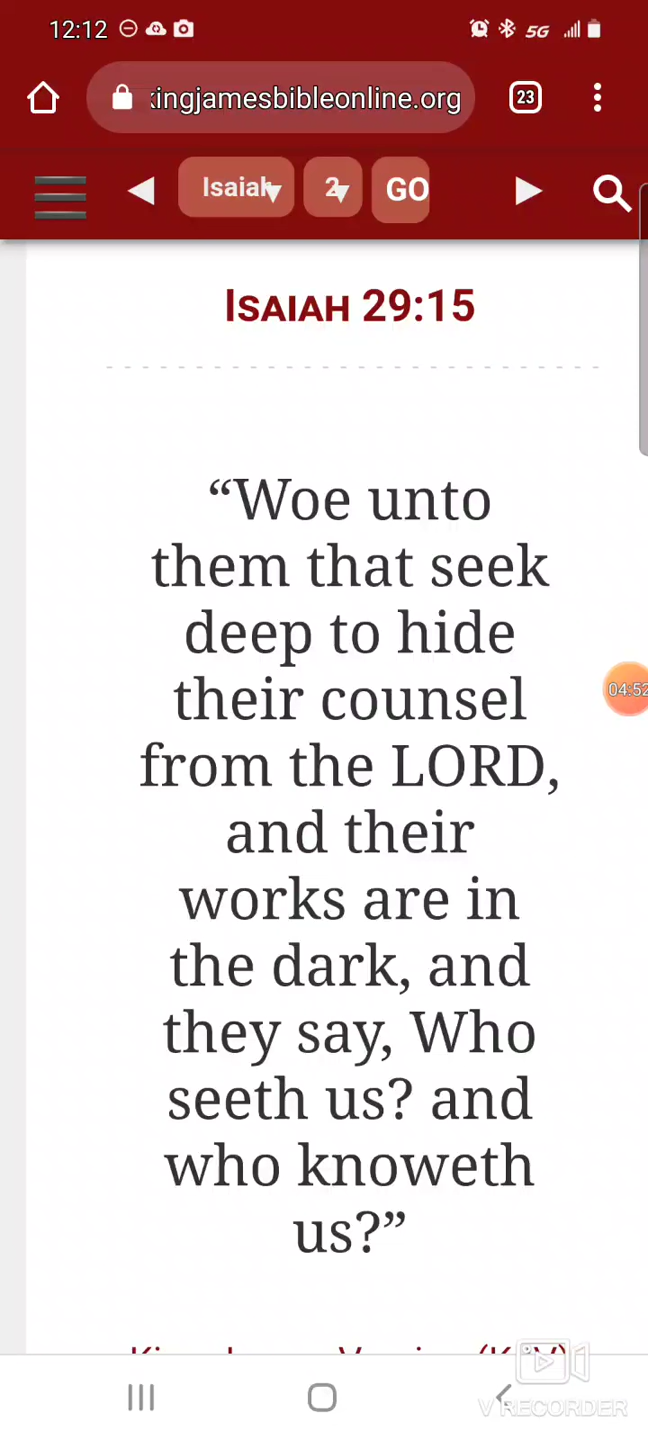 12:12 5G
kingjamesbibleonline.org 23
Isaiah 2 GO
ISAIAH 29:15
“Woe unto
them that seek
deep to hide
their counsel
from the LORD,
04:52
and their
works are in
the dark, and
they say, Who
seeth us? and
who knoweth
us?”
V RECORDER